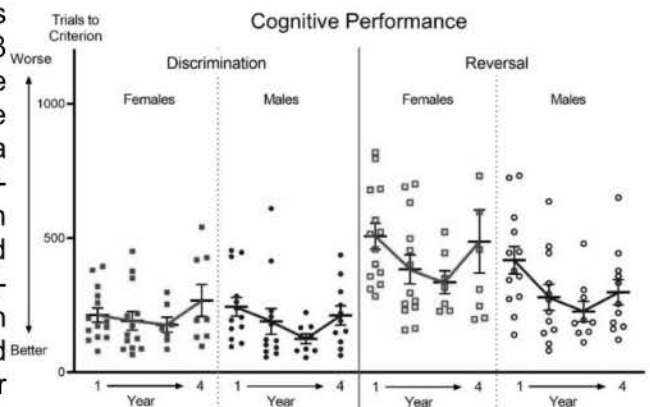 Cognitive Performance
Trials to
Criterion
Worse
Discrimination
Reversal
Females
Males
Females
Males
1000
500
Better
0
1 4 1 4 1 4 1 4
Year Year Year Year